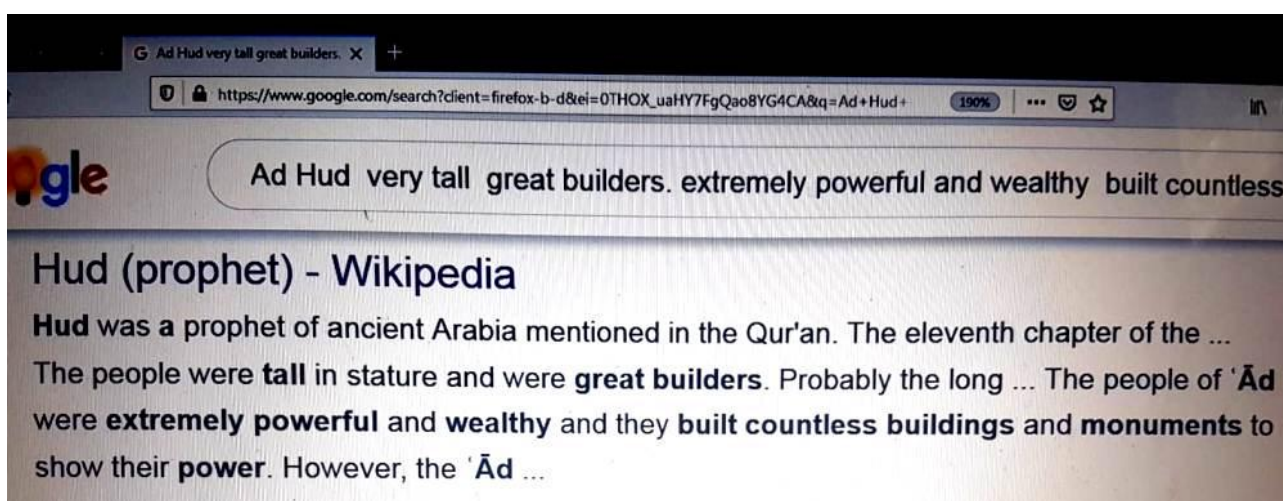 G Ad Hud very tall great builders. X +
https://www.google.com/search?client=firefox-b-d&ei=0THOX_uaHY7FgQao8YG4CA&q=Ad+Hud+ 190% ...
gle Ad Hud very tall great builders. extremely powerful and wealthy built countless
Hud (prophet) - Wikipedia
Hud was a prophet of ancient Arabia mentioned in the Qur'an. The eleventh chapter of the ...
The people were tall in stature and were great builders. Probably the long ... The people of ʿĀd
were extremely powerful and wealthy and they built countless buildings and monuments to
show their power. However, the ʿĀd ...